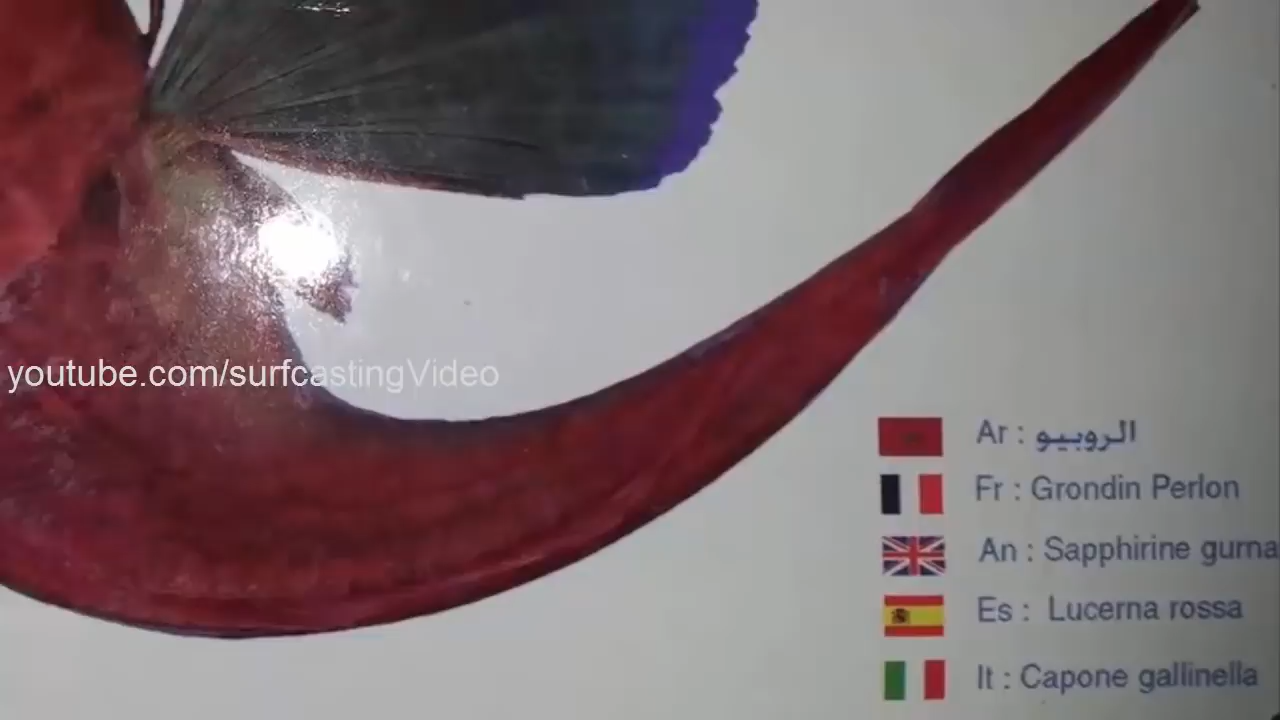 youtube.com/surfcastingVideo
Ar : الروبيو
Fr : Grondin Perlon
An : Sapphirine gurna
Es : Lucerna rossa
It : Capone gallinella